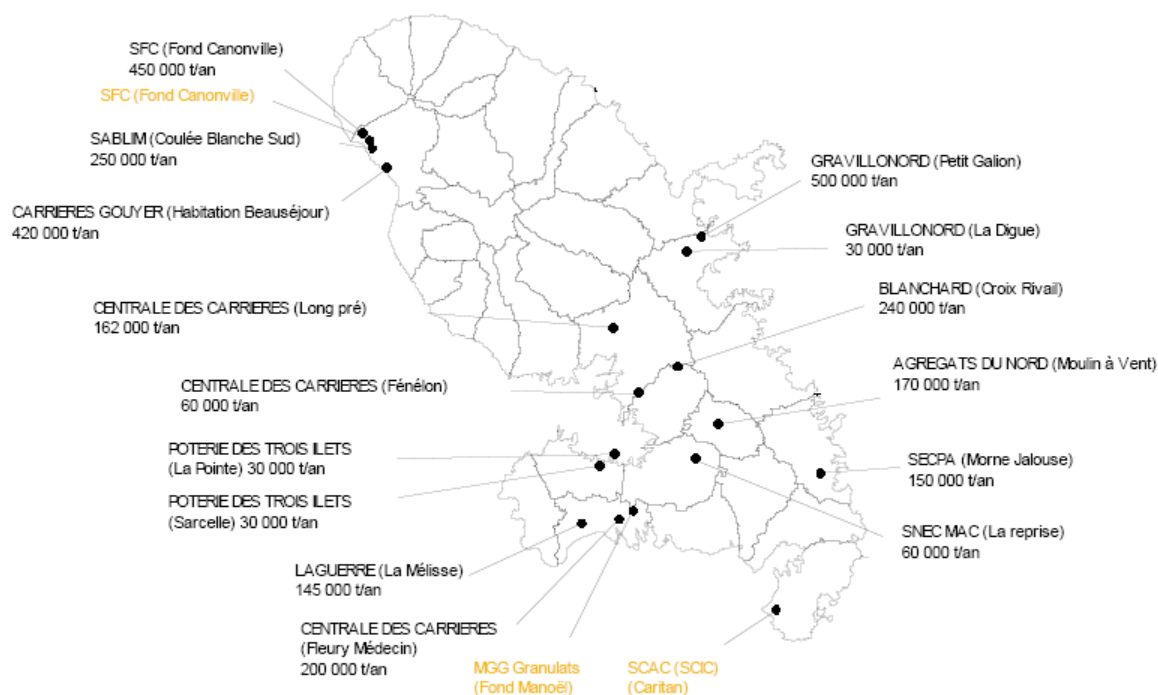 SFC (Fond Canonville)
450 000 t/an
SFC (Fond Canonville)
SABLIM (Coulée Blanche Sud)
250 000 t/an
CARRIERES GOUYER (Habitation Beauséjour)
420 000 t/an
CENTRALE DES CARRIERES (Long pré)
162 000 t/an
CENTRALE DES CARRIERES (Fénélon)
60 000 t/an
POTERIE DES TROIS ILETS
(La Pointe) 30 000 t/an
POTERIE DES TROIS ILETS
(Sarcelle) 30 000 t/an
LAGUERRE (La Mélisse)
145 000 t/an
CENTRALE DES CARRIERES
(Fleury Médecin)
200 000 t/an
MGG Granulats
(Fond Manoël)
SCAC (SCIC)
(Caritan)
GRAVILLONORD (Petit Galion)
500 000 t/an
GRAVILLONORD (La Digue)
30 000 t/an
BLANCHARD (Croix Rivail)
240 000 t/an
AGREGATS DU NORD (Moulin à Vent)
170 000 t/an
SECPA (Morne Jalouse)
150 000 t/an
SNEC MAC (La reprise)
60 000 t/an